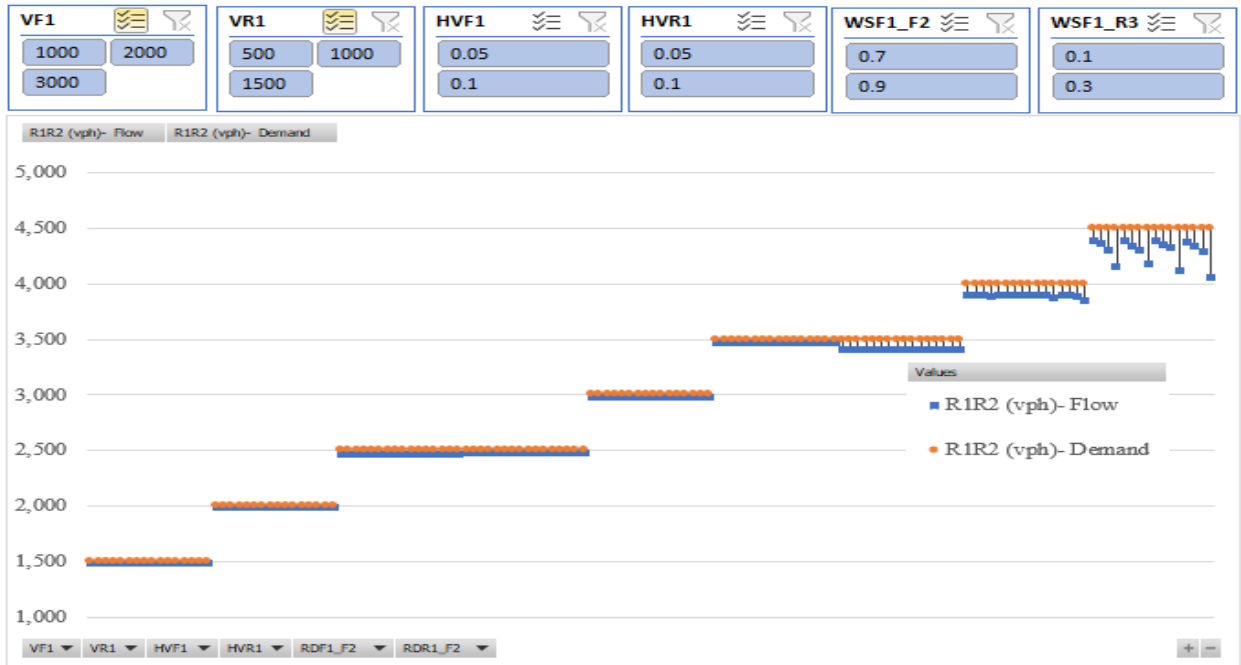 VF1 VR1 HVF1 HVR1 WSF1_F2 WSF1_R3
1000 2000 500 1000 0.05 0.05 0.7 0.1
3000 1500 0.1 0.1 0.9 0.3
R1R2 (vph)- Flow R1R2 (vph)- Demand
5,000
4,500
4,000
3,500
Values
3,000
R1R2 (vph)- Flow
2,500
R1R2 (vph)- Demand
2,000
1,500
1,000
VF1 VR1 HVF1 HVR1 RDF1_F2 RDR1_F2